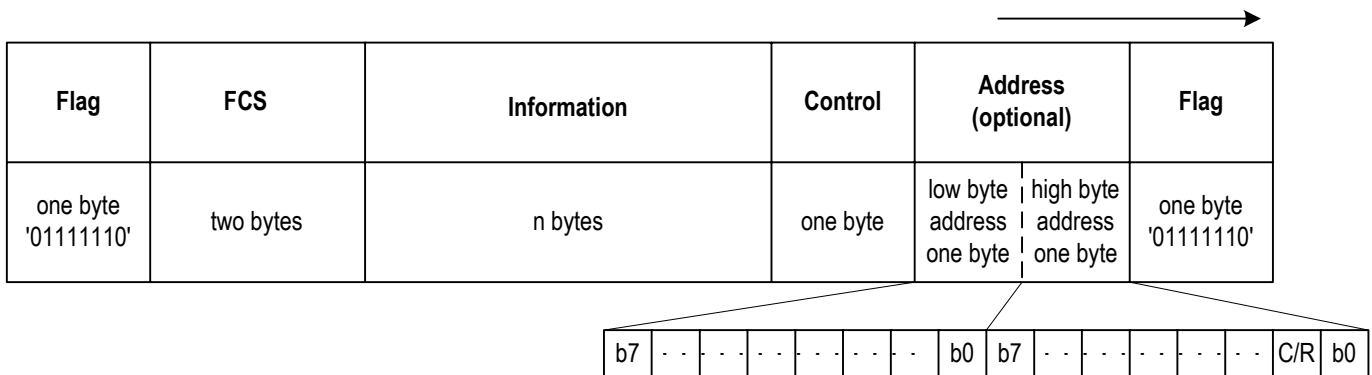 Flag
FCS
Information
Control
Address
(optional)
Flag
one byte
'01111110'
two bytes
n bytes
one byte
low byte
address
one byte
high byte
address
one byte
one byte
'01111110'
b7
b0
b7
C/R
b0